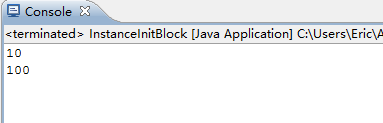 Console
<terminated> InstanceInitBlock [Java Application] C:\Users\Eric\A
10
100